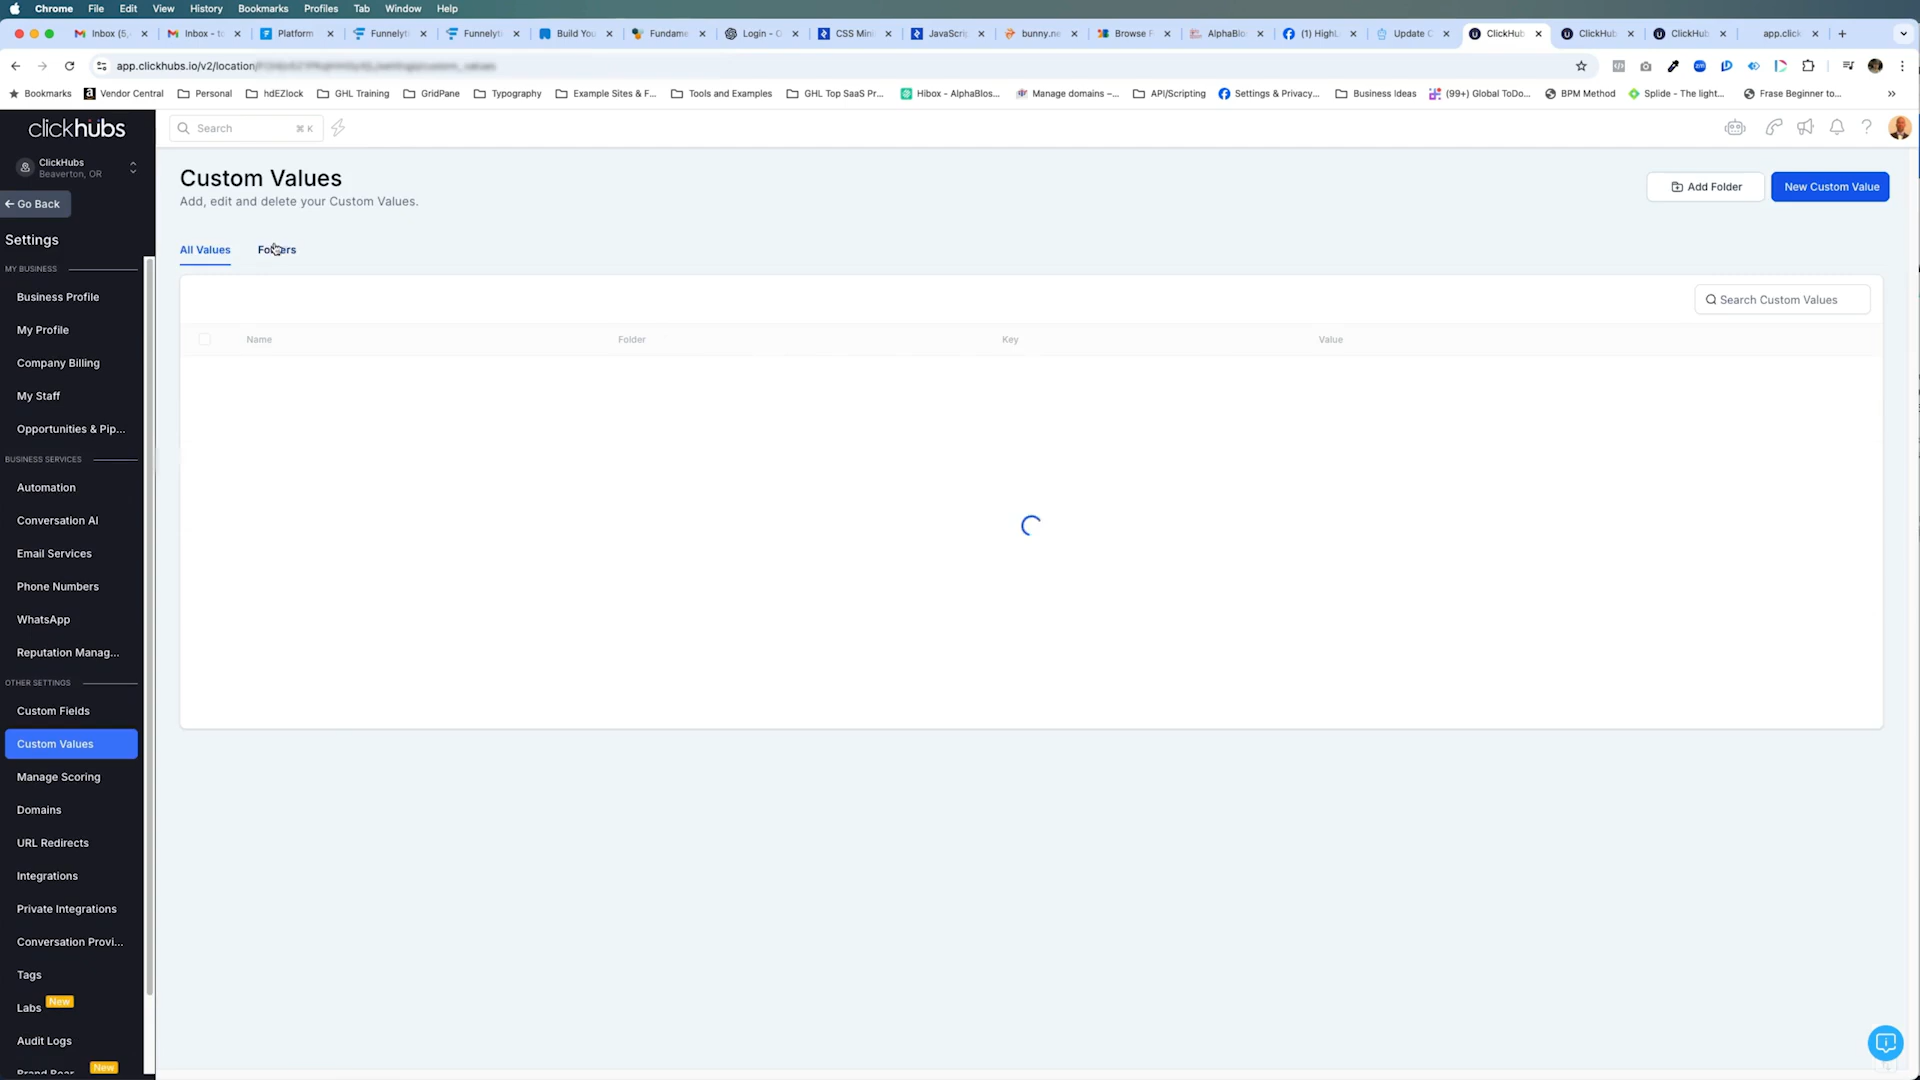 Chrome File Edit View History Bookmarks Profiles Tab Window Help
Inbox (5, Inbox - to Platform Funnelyti Funnelyti Build You Fundame Login - O CSS Mini JavaScri bunny.ne Browse F AlphaBlo (1) HighL Update C ClickHub ClickHub ClickHub app.click
app.clickhubs.io/v2/location/
Bookmarks Vendor Central Personal hdEZlock GHL Training GridPane Typography Example Sites & F... Tools and Examples GHL Top SaaS Pr... Hibox - AlphaBlos... Manage domains –... API/Scripting Settings & Privacy... Business Ideas (99+) Global ToDo... BPM Method Splide - The light... Frase Beginner to... »
clickhubs
Search ⌘ K
ClickHubs
Beaverton, OR
Go Back
Settings
MY BUSINESS
Business Profile
My Profile
Company Billing
My Staff
Opportunities & Pip...
BUSINESS SERVICES
Automation
Conversation AI
Email Services
Phone Numbers
WhatsApp
Reputation Manag...
OTHER SETTINGS
Custom Fields
Custom Values
Manage Scoring
Domains
URL Redirects
Integrations
Private Integrations
Conversation Provi...
Tags
Labs New
Audit Logs
Brand Boar New
Custom Values
Add, edit and delete your Custom Values.
Add Folder
New Custom Value
All Values Folders
Search Custom Values
Name Folder Key Value